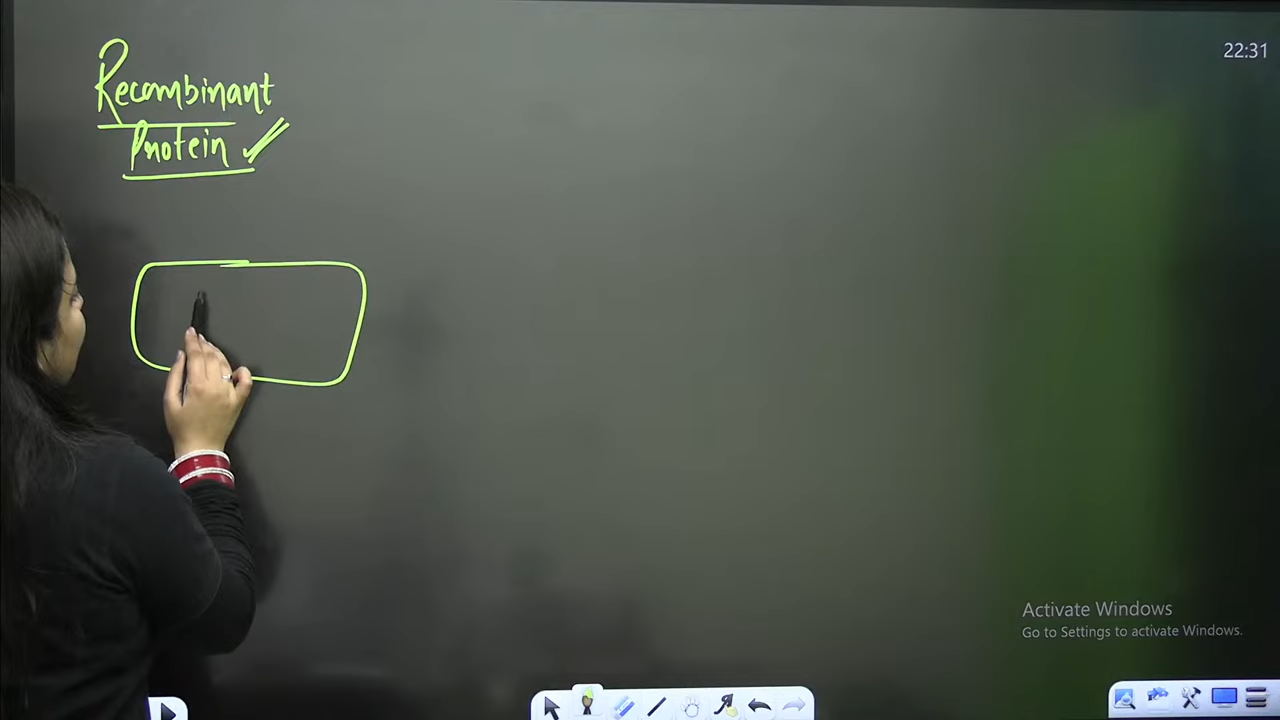 22:31
Recombinant
Protein
Activate Windows
Go to Settings to activate Windows.